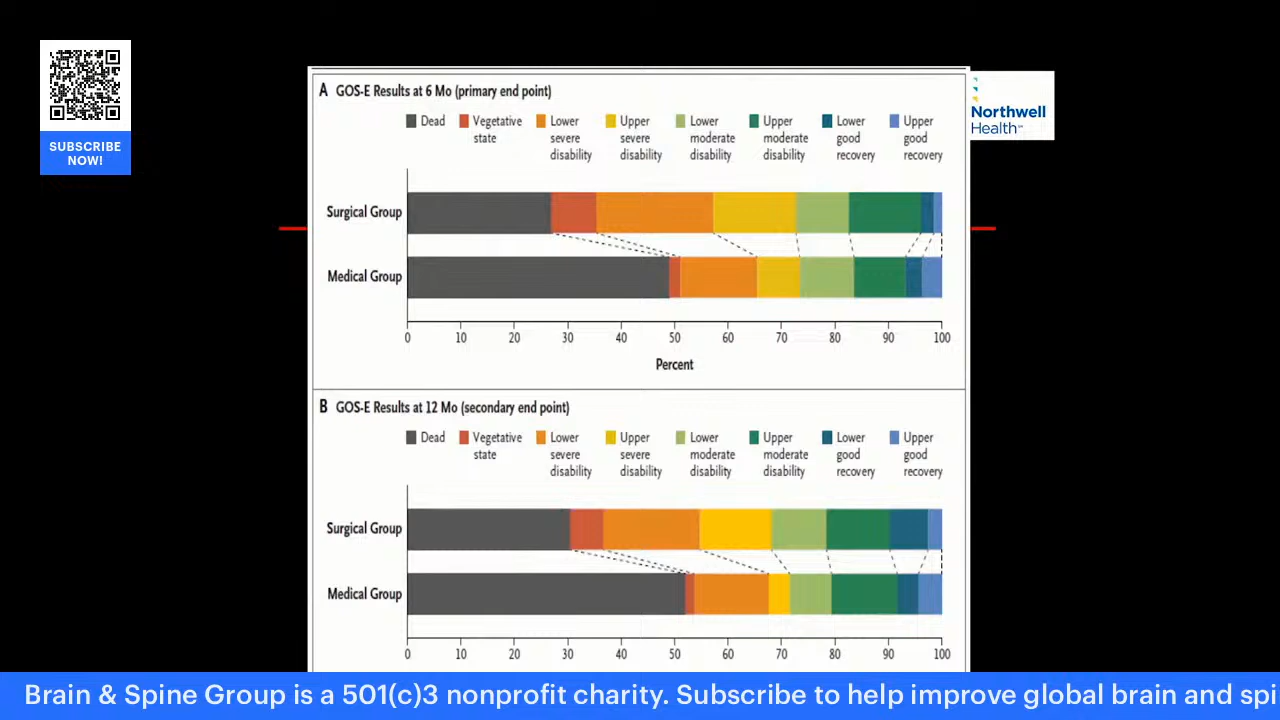 SUBSCRIBE
NOW!
Northwell
Health
A GOS-E Results at 6 Mo (primary end point)
Dead
Vegetative
state
Lower
severe
disability
Upper
severe
disability
Lower
moderate
disability
Upper
moderate
disability
Lower
good
recovery
Upper
good
recovery
Surgical Group
Medical Group
0 10 20 30 40 50 60 70 80 90 100
Percent
B GOS-E Results at 12 Mo (secondary end point)
Dead
Vegetative
state
Lower
severe
disability
Upper
severe
disability
Lower
moderate
disability
Upper
moderate
disability
Lower
good
recovery
Upper
good
recovery
Surgical Group
Medical Group
0 10 20 30 40 50 60 70 80 90 100
Brain & Spine Group is a 501(c)3 nonprofit charity. Subscribe to help improve global brain and spi